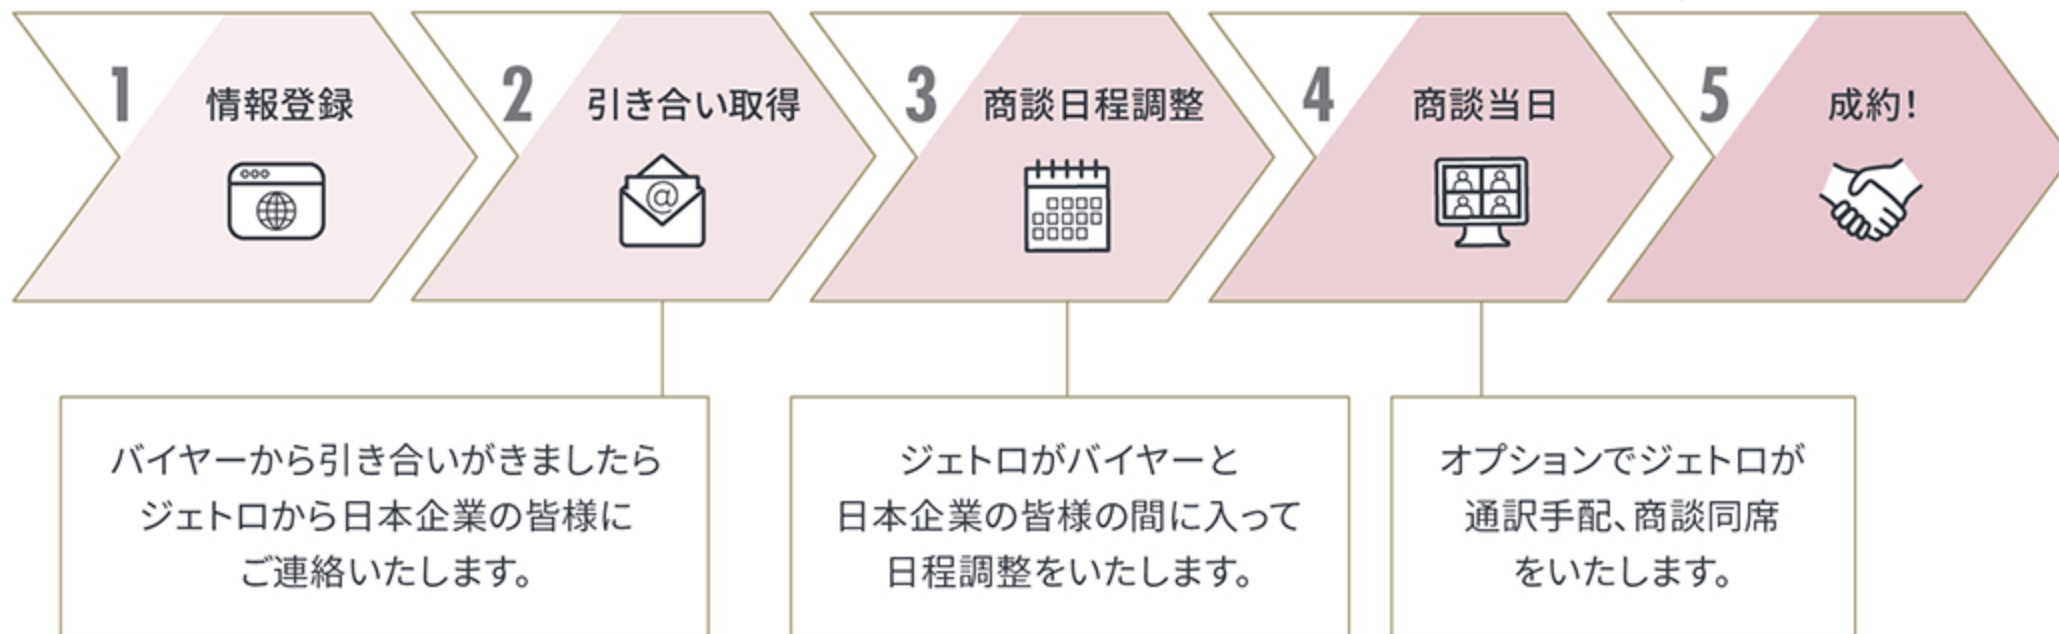 1 情報登録
2 引き合い取得
3 商談日程調整
4 商談当日
5 成約!
@
バイヤーから引き合いがきましたら
ジェトロから日本企業の皆様に
ご連絡いたします。
ジェトロがバイヤーと
日本企業の皆様の間に入って
日程調整をいたします。
オプションでジェトロが
通訳手配、商談同席
をいたします。